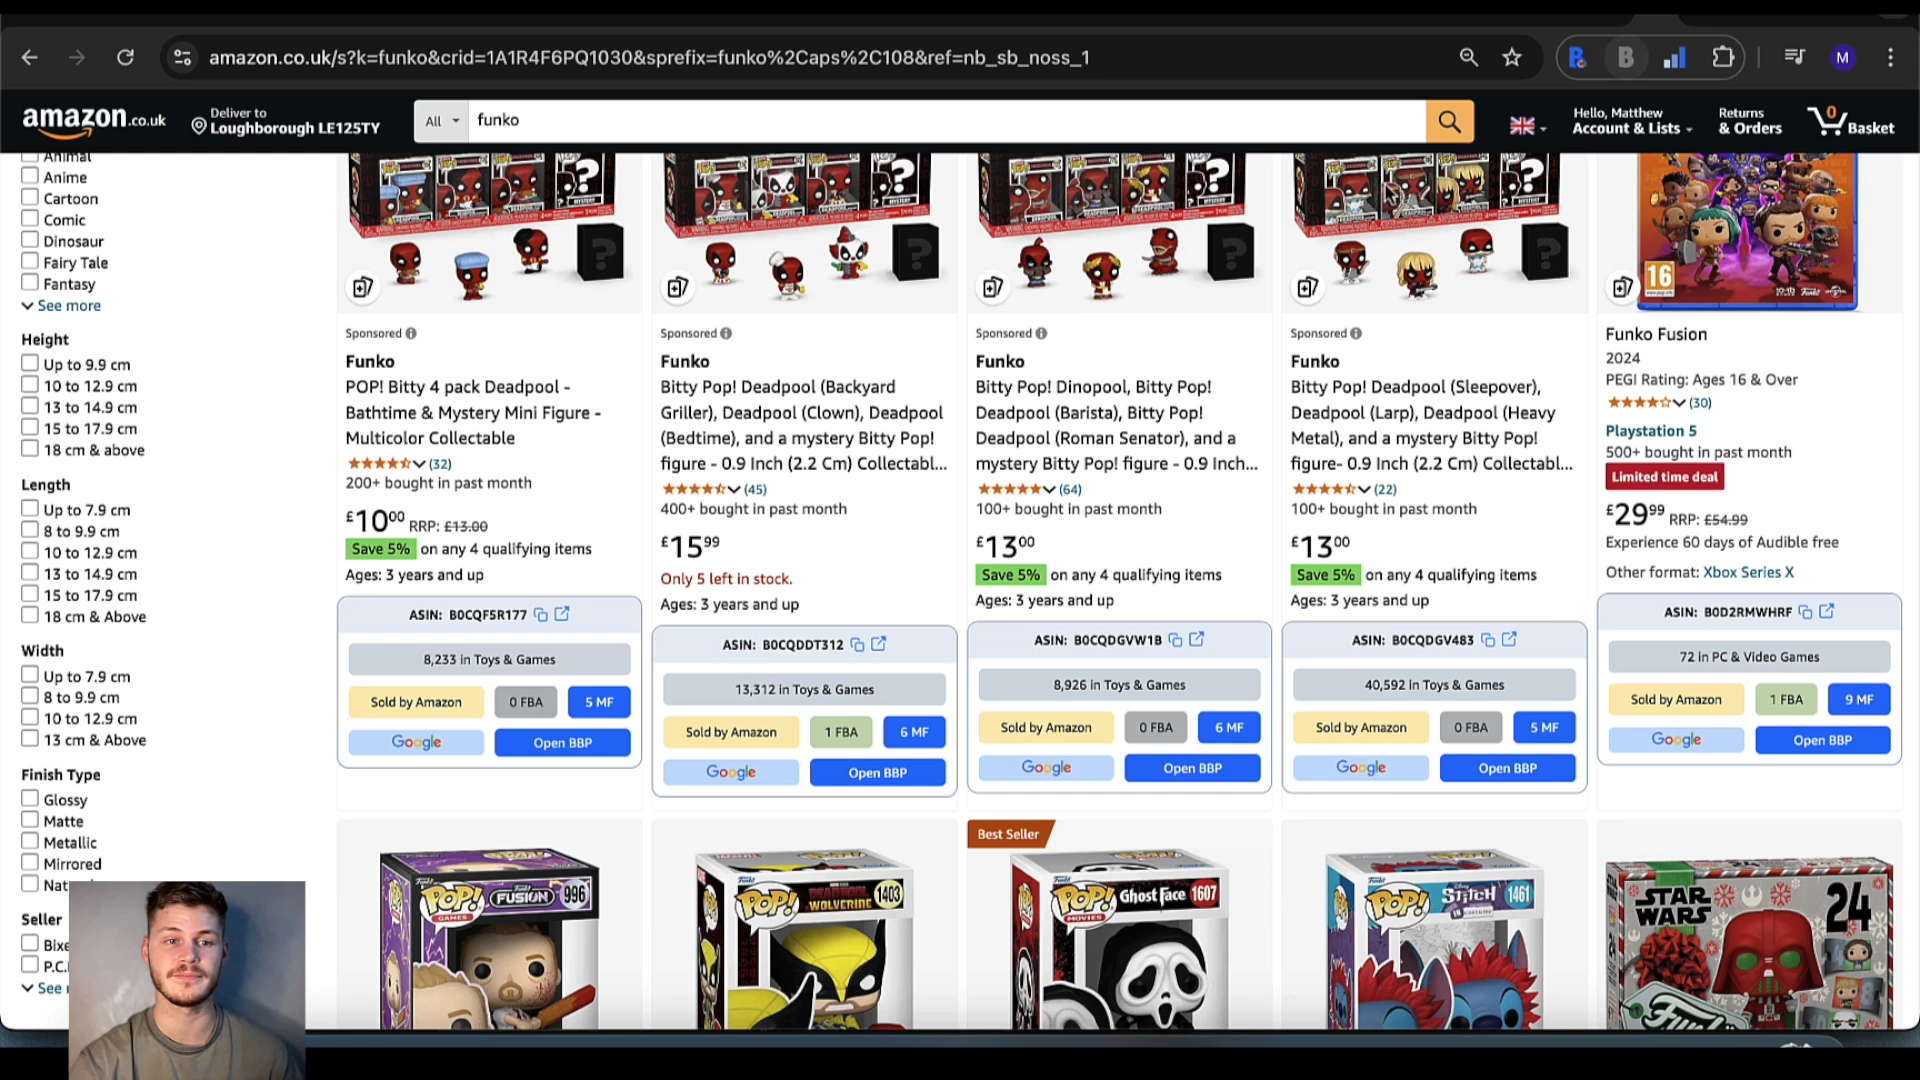 amazon.co.uk/s?k=funko&crid=1A1R4F6PQ1030&sprefix=funko%2Caps%2C108&ref=nb_sb_noss_1
B
B
M
amazon.co.uk
Deliver to
Loughborough LE125TY
All
funko
Hello, Matthew
Account & Lists
Returns
& Orders
0
Basket
Animal
Anime
Cartoon
Comic
Dinosaur
Fairy Tale
Fantasy
See more
Height
Up to 9.9 cm
10 to 12.9 cm
13 to 14.9 cm
15 to 17.9 cm
18 cm & above
Length
Up to 7.9 cm
8 to 9.9 cm
10 to 12.9 cm
13 to 14.9 cm
15 to 17.9 cm
18 cm & Above
Width
Up to 7.9 cm
8 to 9.9 cm
10 to 12.9 cm
13 cm & Above
Finish Type
Glossy
Matte
Metallic
Mirrored
Seller
Sponsored
Funko
POP! Bitty 4 pack Deadpool -
Bathtime & Mystery Mini Figure -
Multicolor Collectable
(32)
200+ bought in past month
£10.00 RRP: £13.00
Save 5% on any 4 qualifying items
Ages: 3 years and up
ASIN: B0CQF5R177
8,233 in Toys & Games
Sold by Amazon
0 FBA
5 MF
Google
Open BBP
Sponsored
Funko
Bitty Pop! Deadpool (Backyard
Griller), Deadpool (Clown), Deadpool
(Bedtime), and a mystery Bitty Pop!
figure - 0.9 Inch (2.2 Cm) Collectabl...
(45)
400+ bought in past month
£15.99
Only 5 left in stock.
Ages: 3 years and up
ASIN: B0CQDDT312
13,312 in Toys & Games
Sold by Amazon
1 FBA
6 MF
Google
Open BBP
Sponsored
Funko
Bitty Pop! Dinopool, Bitty Pop!
Deadpool (Barista), Bitty Pop!
Deadpool (Roman Senator), and a
mystery Bitty Pop! figure - 0.9 Inch...
(64)
100+ bought in past month
£13.00
Save 5% on any 4 qualifying items
Ages: 3 years and up
ASIN: B0CQDGVW1B
8,926 in Toys & Games
Sold by Amazon
0 FBA
6 MF
Google
Open BBP
Sponsored
Funko
Bitty Pop! Deadpool (Sleepover),
Deadpool (Larp), Deadpool (Heavy
Metal), and a mystery Bitty Pop!
figure- 0.9 Inch (2.2 Cm) Collectabl...
(22)
100+ bought in past month
£13.00
Save 5% on any 4 qualifying items
Ages: 3 years and up
ASIN: B0CQDGV483
40,592 in Toys & Games
Sold by Amazon
0 FBA
5 MF
Google
Open BBP
16
Funko Fusion
2024
PEGI Rating: Ages 16 & Over
(30)
Playstation 5
500+ bought in past month
Limited time deal
£29.99 RRP: £54.99
Experience 60 days of Audible free
Other format: Xbox Series X
ASIN: B0D2RMWHRF
72 in PC & Video Games
Sold by Amazon
1 FBA
9 MF
Google
Open BBP
POP! GAMES FUSION 996
POP! DEADPOOL WOLVERINE 1403
Best Seller
POP! MOVIES Ghost Face 1607
POP! Stitch 1461
STAR WARS 24